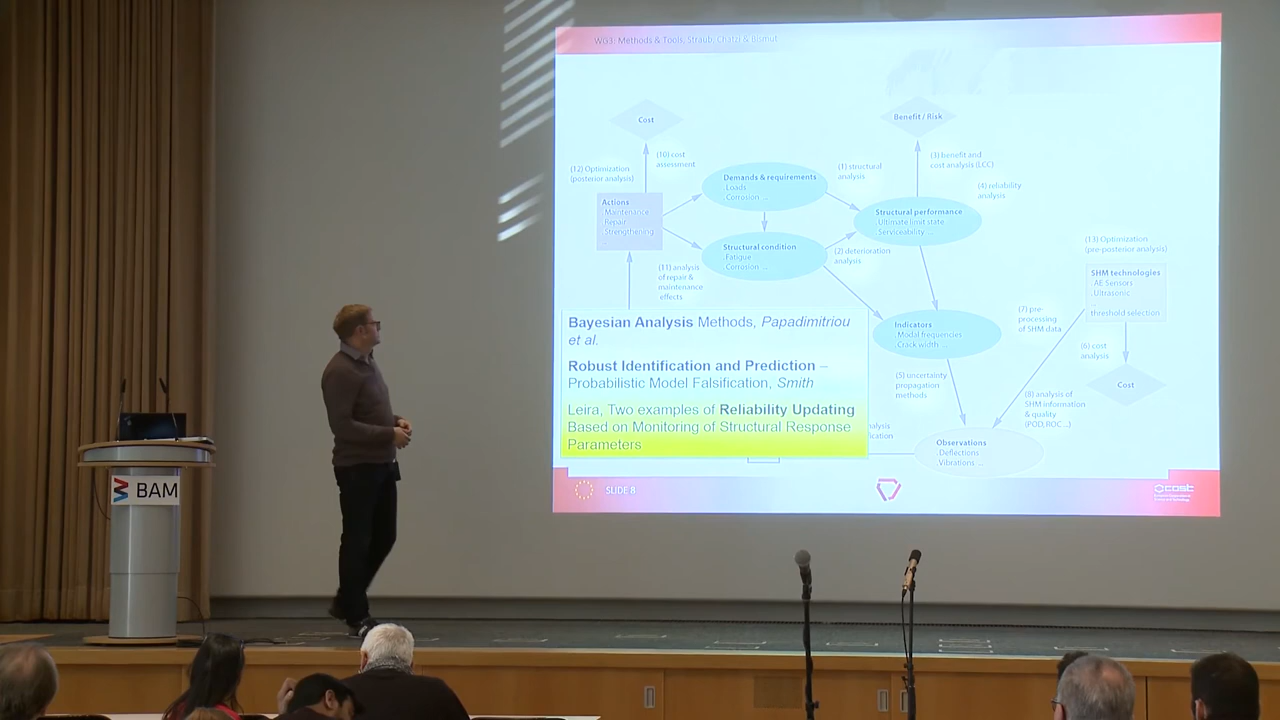 WG3. Methods & Tools, Straub, Chatzi & Bismut
Cost
Benefit / Risk
(12) Optimization
(posterior analysis)
(10) cost
assessment
(1) structural
analysis
(3) benefit and
cost analysis (LCC)
(4) reliability
analysis
Demands & requirements
.Loads
.Corrosion ...
Actions
.Maintenance
.Repair
.Strengthening
Structural performance
.Ultimate limit state
.Serviceability ...
Structural condition
.Fatigue
.Corrosion ...
(2) deterioration
analysis
(11) analysis
of repair &
maintenance
effects
(13) Optimization
(pre-posterior analysis)
SHM technologies
. AE Sensors
. Ultrasonic
...
threshold selection
(7) pre-
processing
of SHM data
Indicators
.Modal frequencies
.Crack width ...
(6) cost
analysis
Cost
(5) uncertainty
propagation
methods
(8) analysis of
SHM information
& quality
(POD, ROC ...)
Observations
.Deflections
.Vibrations ...
Bayesian Analysis Methods, Papadimitriou
et al.
Robust Identification and Prediction –
Probabilistic Model Falsification, Smith
Leira, Two examples of Reliability Updating
Based on Monitoring of Structural Response
Parameters
SLIDE 8
cost
BAM